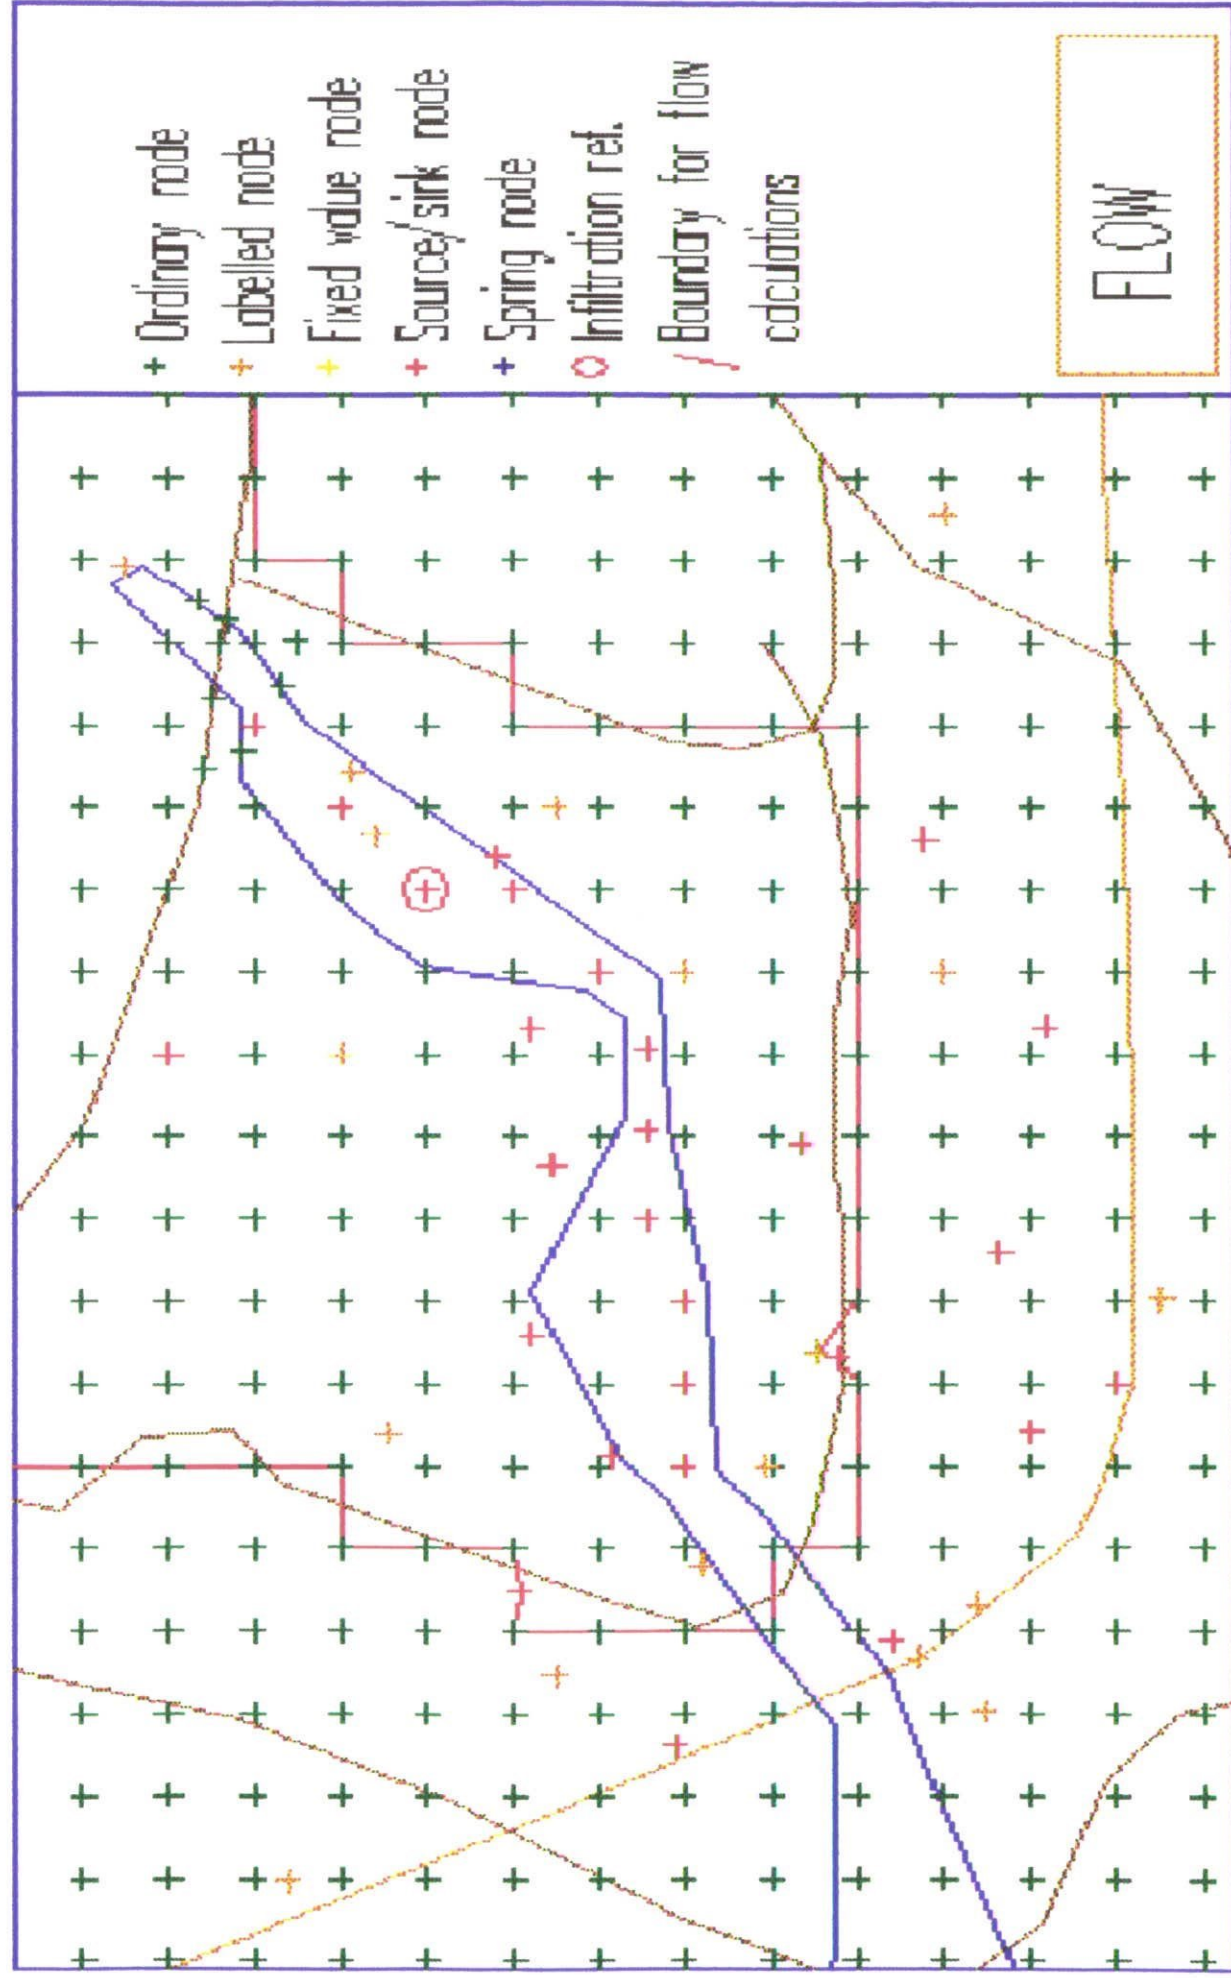 Ordinary node
Labelled node
Fixed value node
Source/sink node
Spring node
Infiltration ref.
Boundary for flow
calculations
FLOW